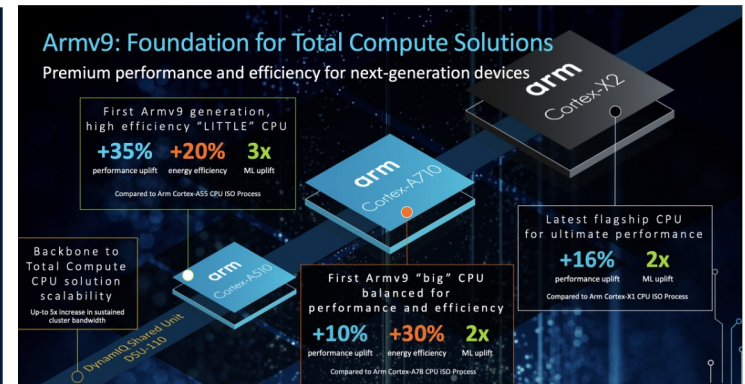 Armv9: Foundation for Total Compute Solutions
Premium performance and efficiency for next-generation devices
arm
Cortex-X2
First Armv9 generation,
high efficiency "LITTLE" CPU
+35% +20% 3x
performance uplift energy efficiency ML uplift
Compared to Arm Cortex-A55 CPU ISO Process
arm
Cortex-A710
Latest flagship CPU
for ultimate performance
+16% 2x
performance uplift ML uplift
Compared to Arm Cortex-X1 CPU ISO Process
Backbone to
Total Compute
CPU solution
scalability
Up-to 5x increase in sustained
cluster bandwidth
arm
Cortex-A510
First Armv9 "big" CPU
balanced for
performance and efficiency
+10% +30% 2x
performance uplift energy efficiency ML uplift
Compared to Arm Cortex-A78 CPU ISO Process
DynamIQ Shared Unit
DSU-110